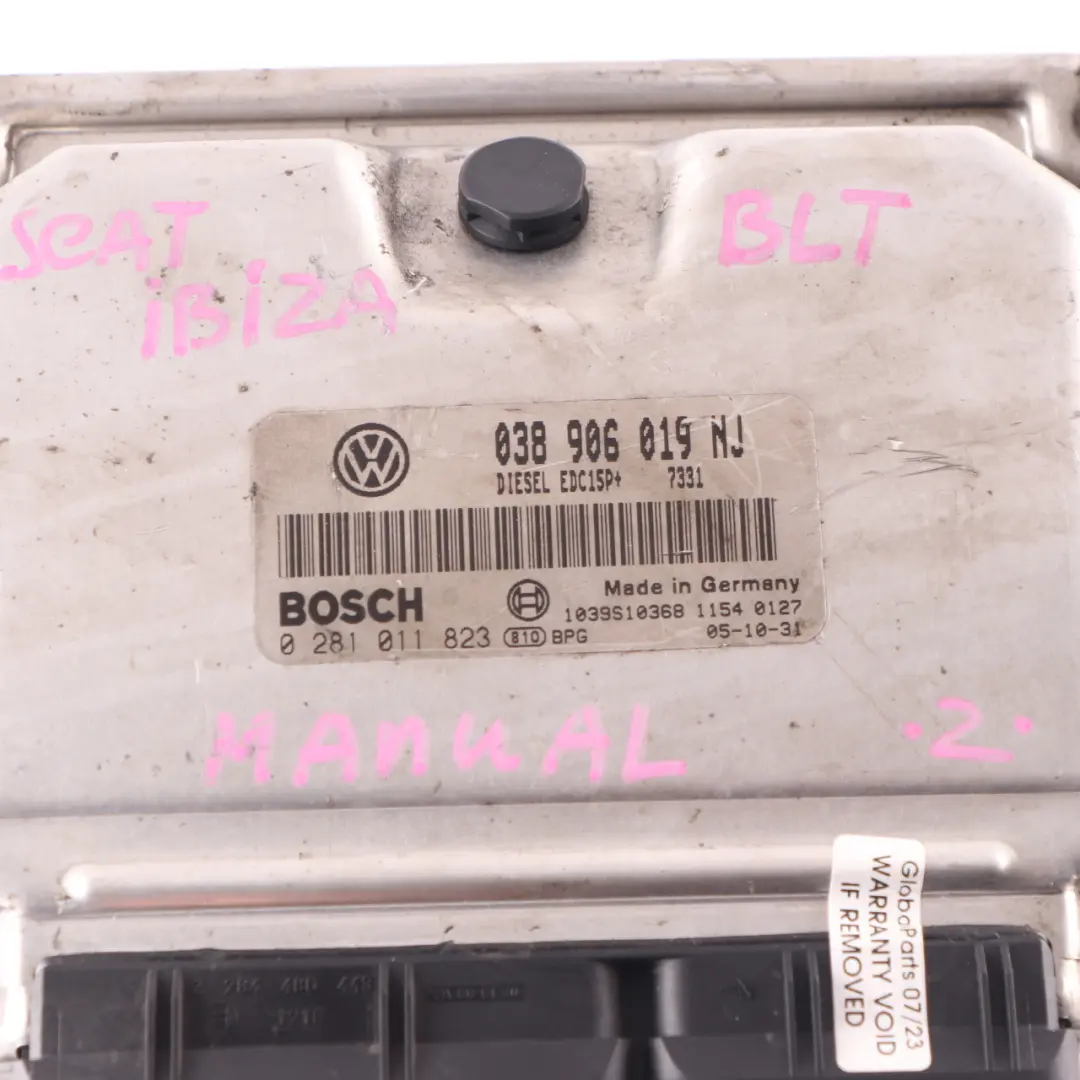 SEAT
iBiZA
BLT
038 906 019 NJ
DIESEL EDC15P+ 7331
BOSCH
Made in Germany
1039S10368 1154 0127
0 281 011 823 810 BPG
05-10-31
MANUAL
.2.
GloboParts 07/23
WARRANTY VOID
IF REMOVED